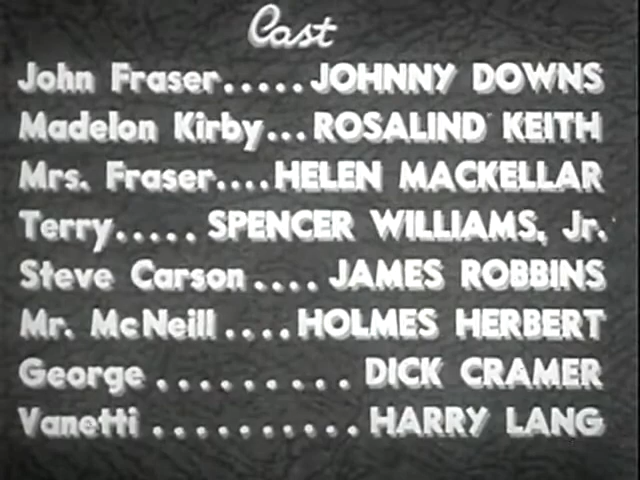 Cast
John Fraser.....JOHNNY DOWNS
Madelon Kirby...ROSALIND KEITH
Mrs. Fraser....HELEN MACKELLAR
Terry..... SPENCER WILLIAMS, Jr.
Steve Carson .... JAMES ROBBINS
Mr. McNeill ....HOLMES HERBERT
George ......... DICK CRAMER
Vanetti ..........HARRY LANG